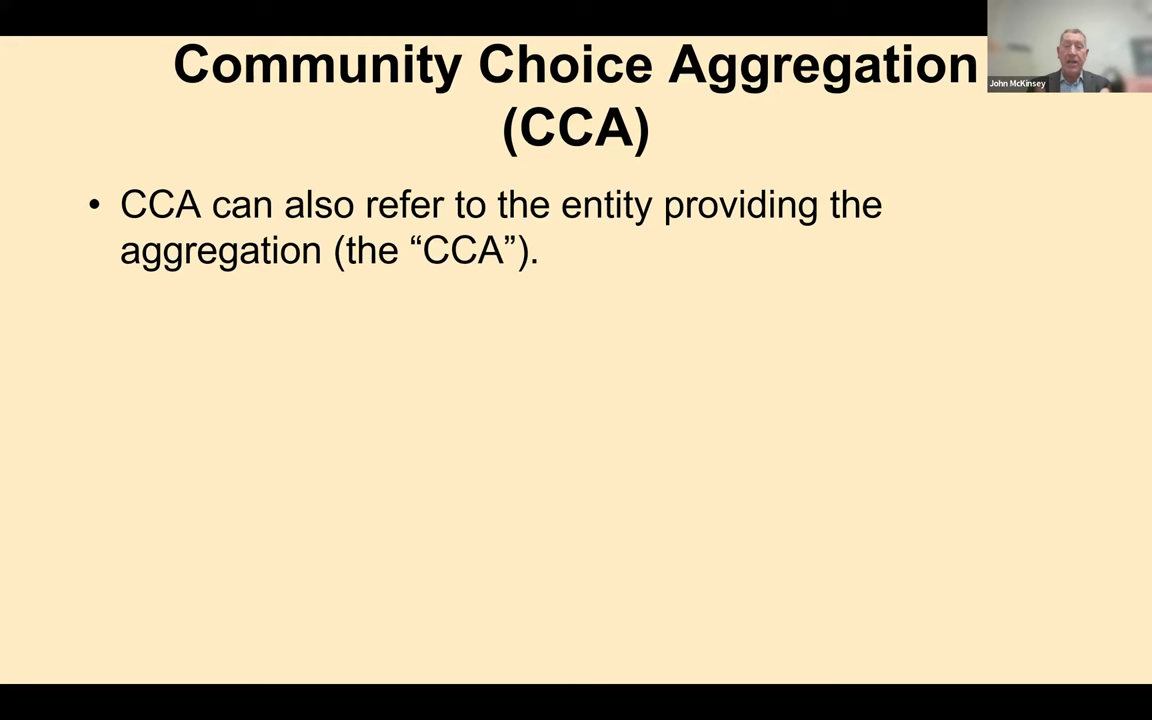 Community Choice Aggregation
(CCA)
John McKinsey
• CCA can also refer to the entity providing the
aggregation (the “CCA”).